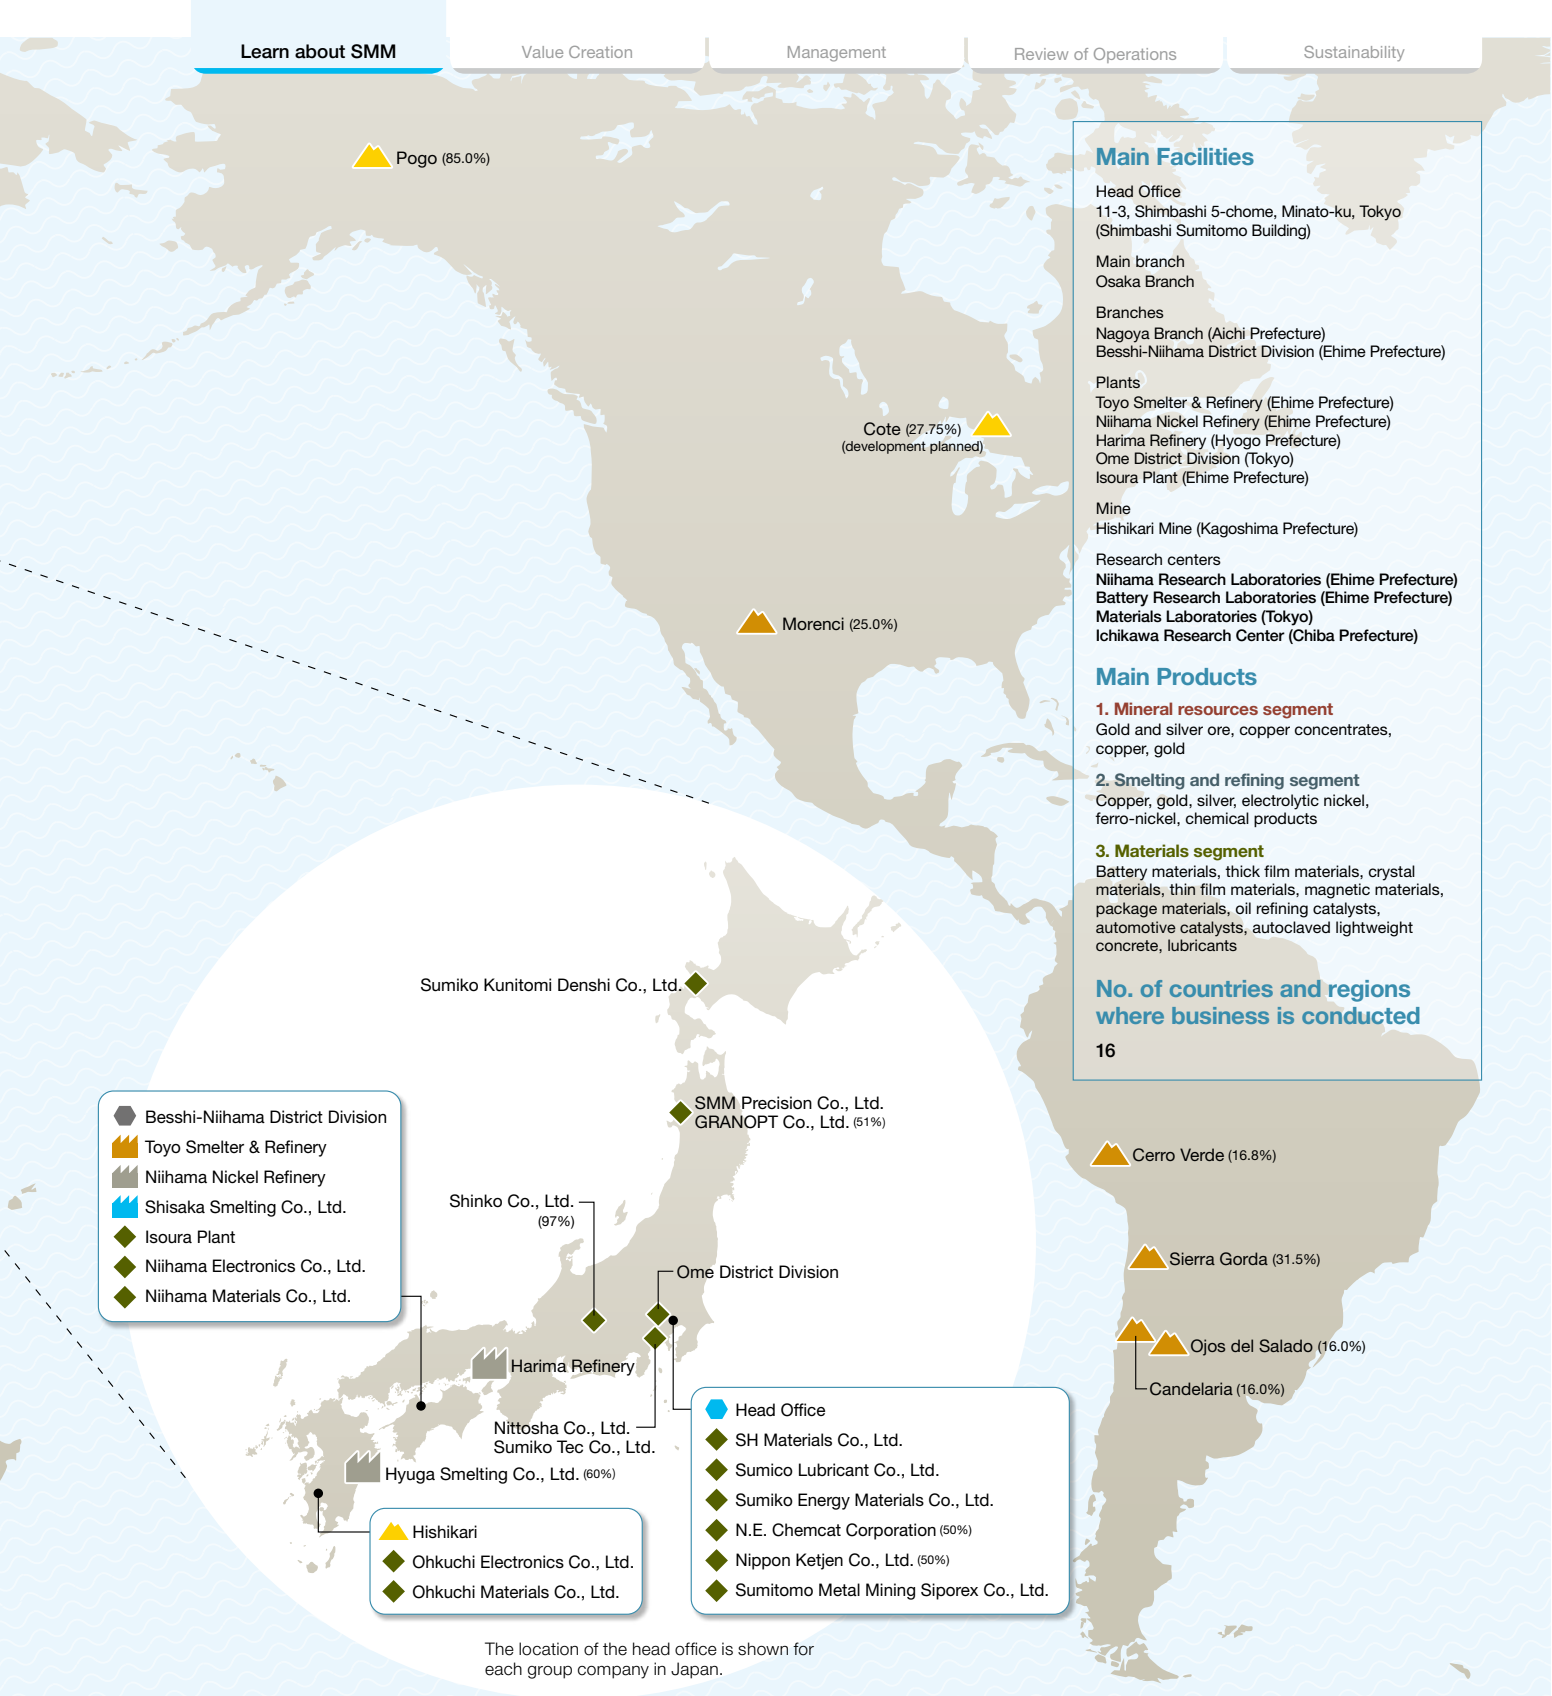 Learn about SMM
Value Creation
Management
Review of Operations
Sustainability
Pogo (85.0%)
Cote (27.75%)
(development planned)
Morenci (25.0%)
Main Facilities
Head Office
11-3, Shimbashi 5-chome, Minato-ku, Tokyo
(Shimbashi Sumitomo Building)
Main branch
Osaka Branch
Branches
Nagoya Branch (Aichi Prefecture)
Besshi-Niihama District Division (Ehime Prefecture)
Plants
Toyo Smelter & Refinery (Ehime Prefecture)
Niihama Nickel Refinery (Ehime Prefecture)
Harima Refinery (Hyogo Prefecture)
Ome District Division (Tokyo)
Isoura Plant (Ehime Prefecture)
Mine
Hishikari Mine (Kagoshima Prefecture)
Research centers
Niihama Research Laboratories (Ehime Prefecture)
Battery Research Laboratories (Ehime Prefecture)
Materials Laboratories (Tokyo)
Ichikawa Research Center (Chiba Prefecture)
Main Products
1. Mineral resources segment
Gold and silver ore, copper concentrates,
copper, gold
2. Smelting and refining segment
Copper, gold, silver, electrolytic nickel,
ferro-nickel, chemical products
3. Materials segment
Battery materials, thick film materials, crystal
materials, thin film materials, magnetic materials,
package materials, oil refining catalysts,
automotive catalysts, autoclaved lightweight
concrete, lubricants
No. of countries and regions
where business is conducted
16
Sumiko Kunitomi Denshi Co., Ltd.
SMM Precision Co., Ltd.
GRANOPT Co., Ltd. (51%)
Besshi-Niihama District Division
Toyo Smelter & Refinery
Niihama Nickel Refinery
Shisaka Smelting Co., Ltd.
Isoura Plant
Niihama Electronics Co., Ltd.
Niihama Materials Co., Ltd.
Shinko Co., Ltd.
(97%)
Ome District Division
Harima Refinery
Nittosha Co., Ltd.
Sumiko Tec Co., Ltd.
Hyuga Smelting Co., Ltd. (60%)
Hishikari
Ohkuchi Electronics Co., Ltd.
Ohkuchi Materials Co., Ltd.
Head Office
SH Materials Co., Ltd.
Sumico Lubricant Co., Ltd.
Sumiko Energy Materials Co., Ltd.
N.E. Chemcat Corporation (50%)
Nippon Ketjen Co., Ltd. (50%)
Sumitomo Metal Mining Siporex Co., Ltd.
Cerro Verde (16.8%)
Sierra Gorda (31.5%)
Ojos del Salado (16.0%)
Candelaria (16.0%)
The location of the head office is shown for
each group company in Japan.